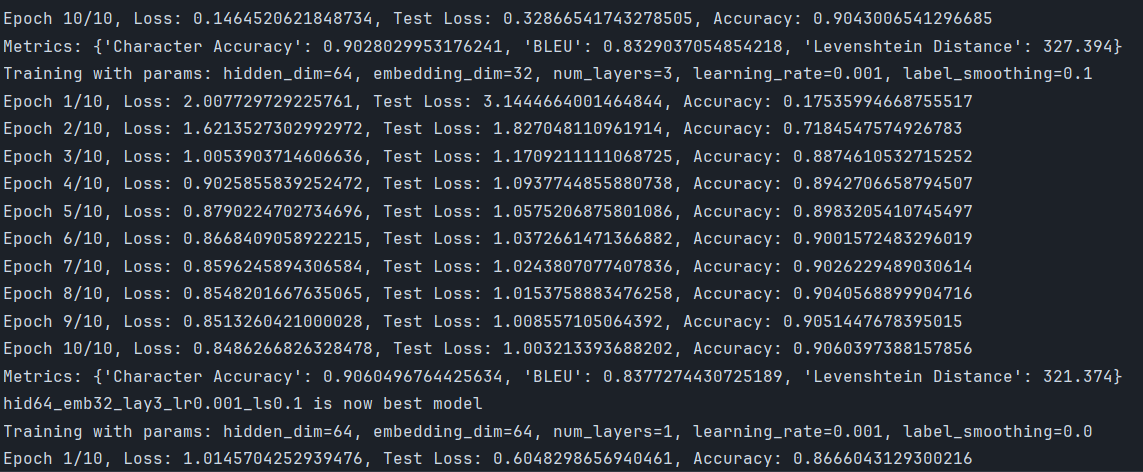 Epoch 10/10, Loss: 0.1464520621848734, Test Loss: 0.32866541743278505, Accuracy: 0.9043006541296685
Metrics: {'Character Accuracy': 0.9028029953176241, 'BLEU': 0.8329037054854218, 'Levenshtein Distance': 327.394}
Training with params: hidden_dim=64, embedding_dim=32, num_layers=3, learning_rate=0.001, label_smoothing=0.1
Epoch 1/10, Loss: 2.007729729225761, Test Loss: 3.1444664001464844, Accuracy: 0.17535994668755517
Epoch 2/10, Loss: 1.6213527302992972, Test Loss: 1.827048110961914, Accuracy: 0.7184547574926783
Epoch 3/10, Loss: 1.0053903714606636, Test Loss: 1.1709211111068725, Accuracy: 0.8874610532715252
Epoch 4/10, Loss: 0.9025855839252472, Test Loss: 1.0937744855880738, Accuracy: 0.8942706658794507
Epoch 5/10, Loss: 0.8790224702734696, Test Loss: 1.0575206875801086, Accuracy: 0.8983205410745497
Epoch 6/10, Loss: 0.8668409058922215, Test Loss: 1.0372661471366882, Accuracy: 0.9001572483296019
Epoch 7/10, Loss: 0.8596245894306584, Test Loss: 1.0243807077407836, Accuracy: 0.9026229489030614
Epoch 8/10, Loss: 0.8548201667635065, Test Loss: 1.0153758883476258, Accuracy: 0.9040568899904716
Epoch 9/10, Loss: 0.8513260421000028, Test Loss: 1.008557105064392, Accuracy: 0.9051447678395015
Epoch 10/10, Loss: 0.8486266826328478, Test Loss: 1.003213393688202, Accuracy: 0.9060397388157856
Metrics: {'Character Accuracy': 0.9060496764425634, 'BLEU': 0.8377274430725189, 'Levenshtein Distance': 321.374}
hid64_emb32_lay3_lr0.001_ls0.1 is now best model
Training with params: hidden_dim=64, embedding_dim=64, num_layers=1, learning_rate=0.001, label_smoothing=0.0
Epoch 1/10, Loss: 1.0145704252939476, Test Loss: 0.6048298656940461, Accuracy: 0.8666043129300216